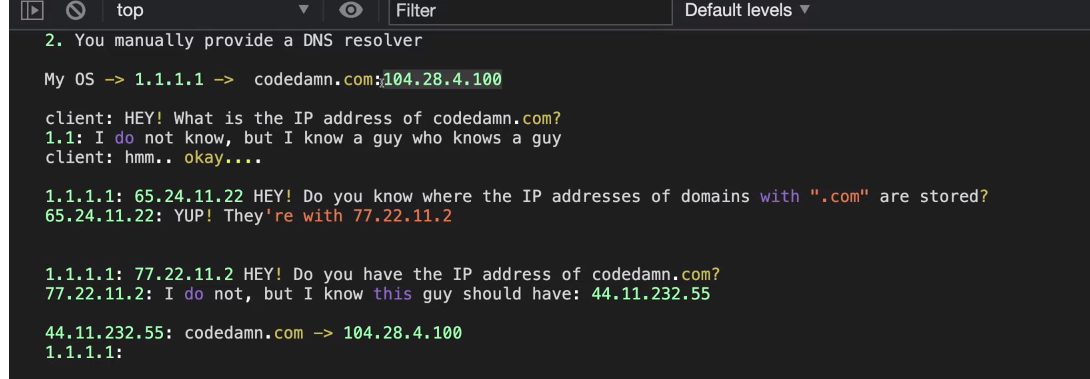 top Filter Default levels
2. You manually provide a DNS resolver
My OS -> 1.1.1.1 -> codedamn.com:104.28.4.100
client: HEY! What is the IP address of codedamn.com?
1.1: I do not know, but I know a guy who knows a guy
client: hmm.. okay....
1.1.1.1: 65.24.11.22 HEY! Do you know where the IP addresses of domains with ".com" are stored?
65.24.11.22: YUP! They're with 77.22.11.2
1.1.1.1: 77.22.11.2 HEY! Do you have the IP address of codedamn.com?
77.22.11.2: I do not, but I know this guy should have: 44.11.232.55
44.11.232.55: codedamn.com -> 104.28.4.100
1.1.1.1: